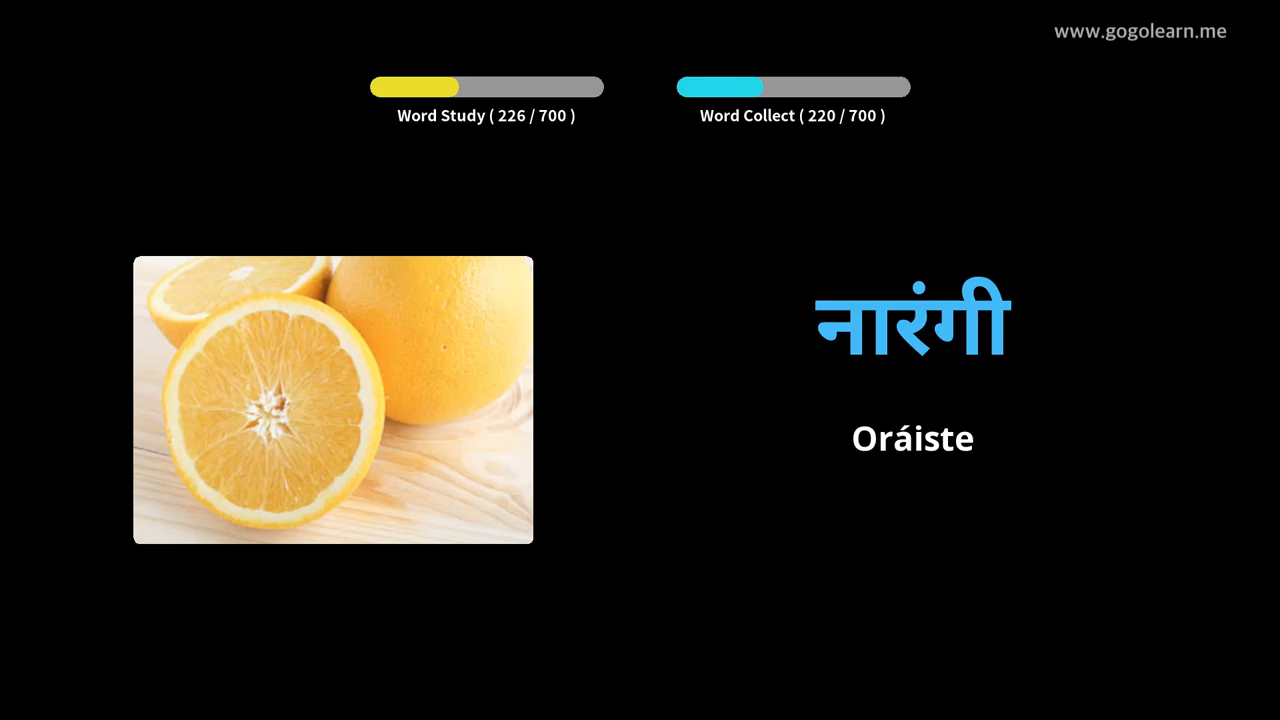 www.gogolearn.me
Word Study ( 226 / 700 )
Word Collect ( 220 / 700 )
नारंगी
Oráiste